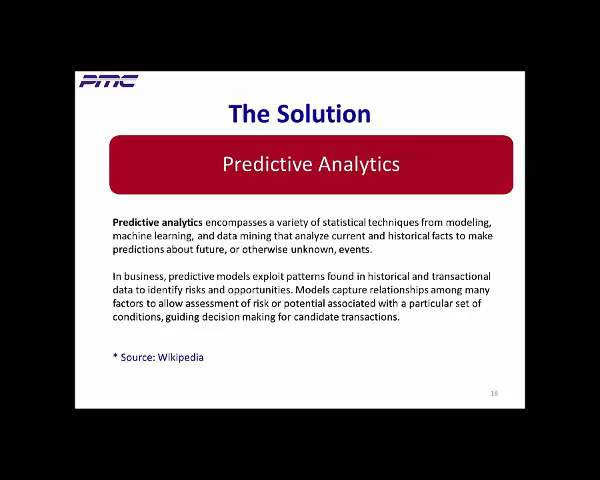 PMC
The Solution
Predictive Analytics
Predictive analytics encompasses a variety of statistical techniques from modeling,
machine learning, and data mining that analyze current and historical facts to make
predictions about future, or otherwise unknown, events.
In business, predictive models exploit patterns found in historical and transactional
data to identify risks and opportunities. Models capture relationships among many
factors to allow assessment of risk or potential associated with a particular set of
conditions, guiding decision making for candidate transactions.
* Source: Wikipedia
18